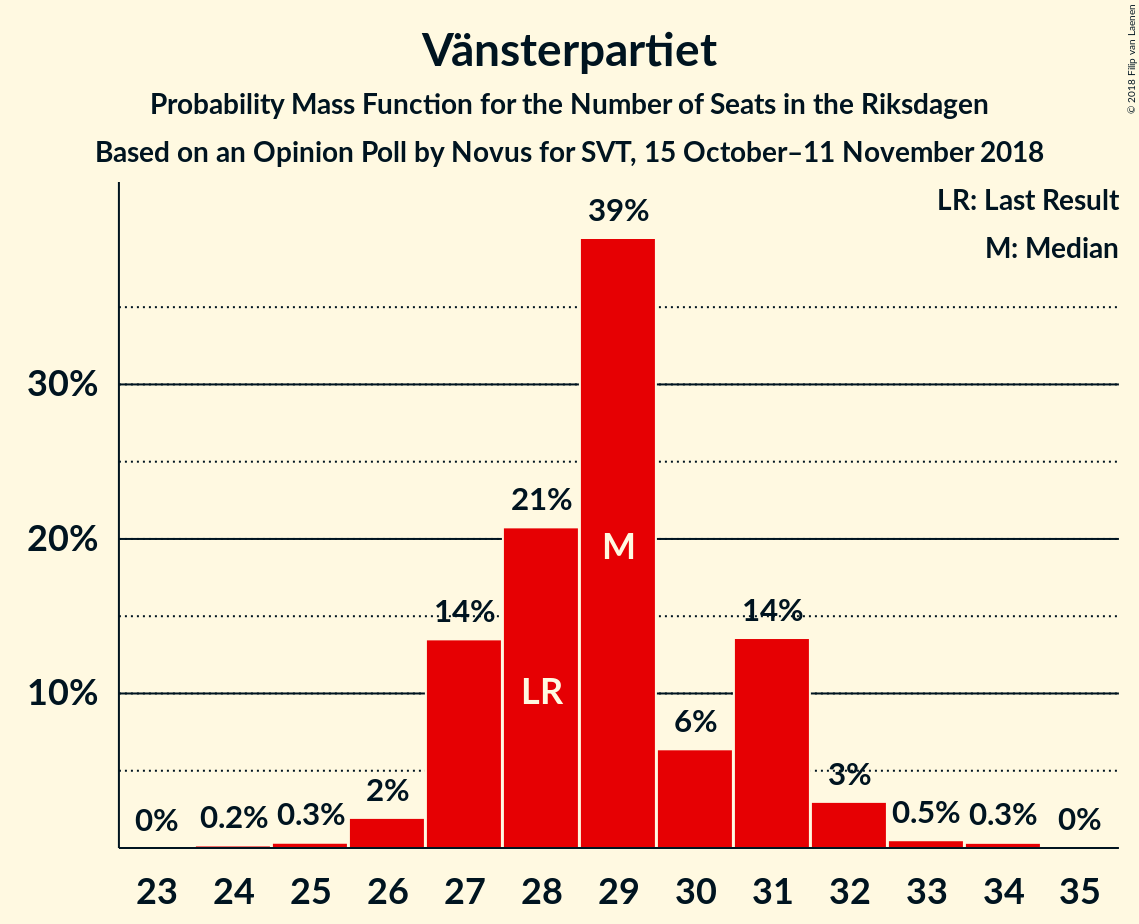 Vänsterpartiet
Probability Mass Function for the Number of Seats in the Riksdagen
Based on an Opinion Poll by Novus for SVT, 15 October–11 November 2018
© 2018 Filip van Laenen
LR: Last Result
M: Median
39%
30%
21%
20%
M
14%
14%
10%
LR
6%
3%
2%
0%
0.2%
0.3%
0.5%
0.3%
0%
23 24 25 26 27 28 29 30 31 32 33 34 35